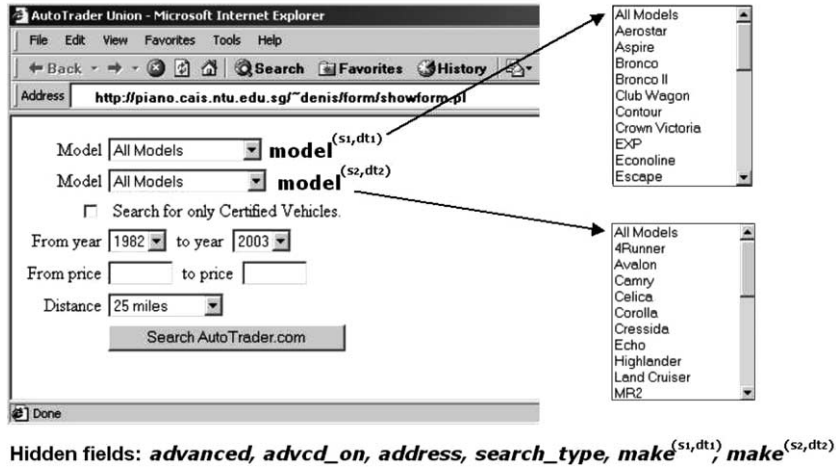 AutoTrader Union - Microsoft Internet Explorer
File Edit View Favorites Tools Help
Back Search Favorites History
Address http://piano.cais.ntu.edu.sg/~denis/form/showform.pl
Model All Models model(s1,dt1)
Model All Models model(s2,dt2)
Search for only Certified Vehicles.
From year 1982 to year 2003
From price to price
Distance 25 miles
Search AutoTrader.com
Done
All Models
Aerostar
Aspire
Bronco
Bronco II
Club Wagon
Contour
Crown Victoria
EXP
Econoline
Escape
All Models
4Runner
Avalon
Camry
Celica
Corolla
Cressida
Echo
Highlander
Land Cruiser
MR2
Hidden fields: advanced, advcd_on, address, search_type, make(s1,dt1), make(s2,dt2)